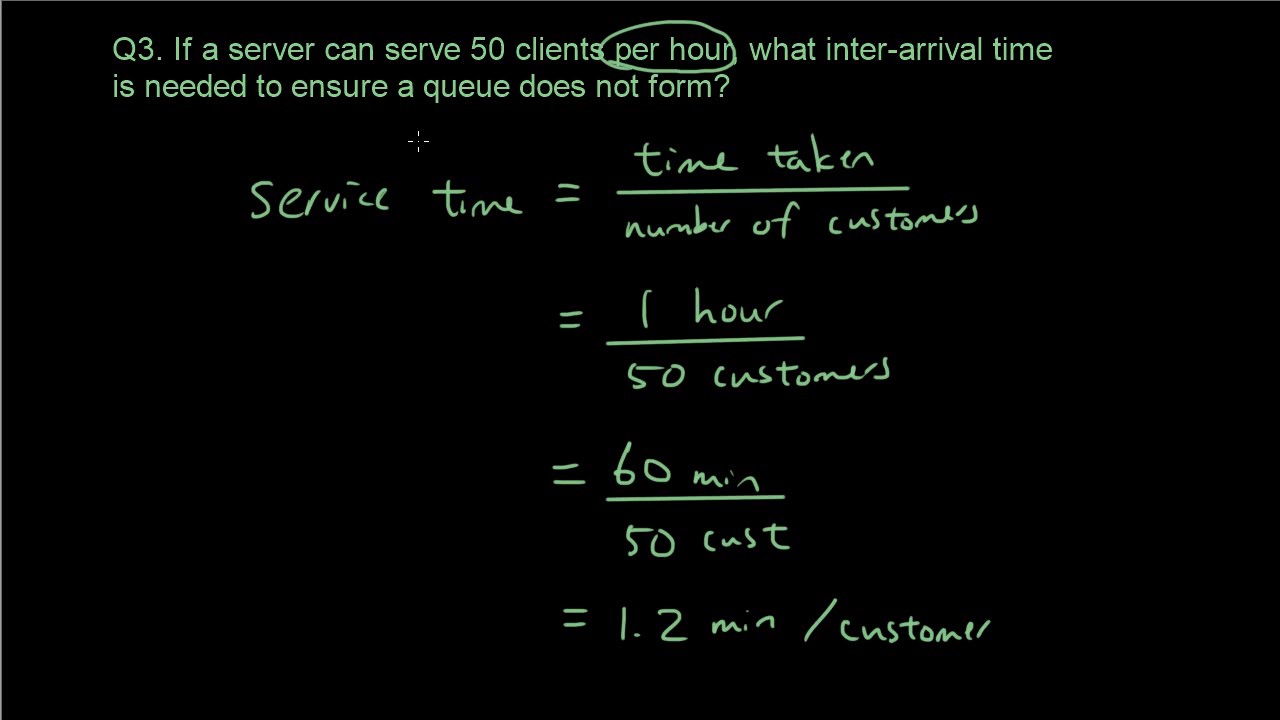 Q3. If a server can serve 50 clients per hour, what inter-arrival time
is needed to ensure a queue does not form?
service time = time taken
number of customers
= 1 hour
50 customers
= 60 min
50 cust
= 1.2 min / customer